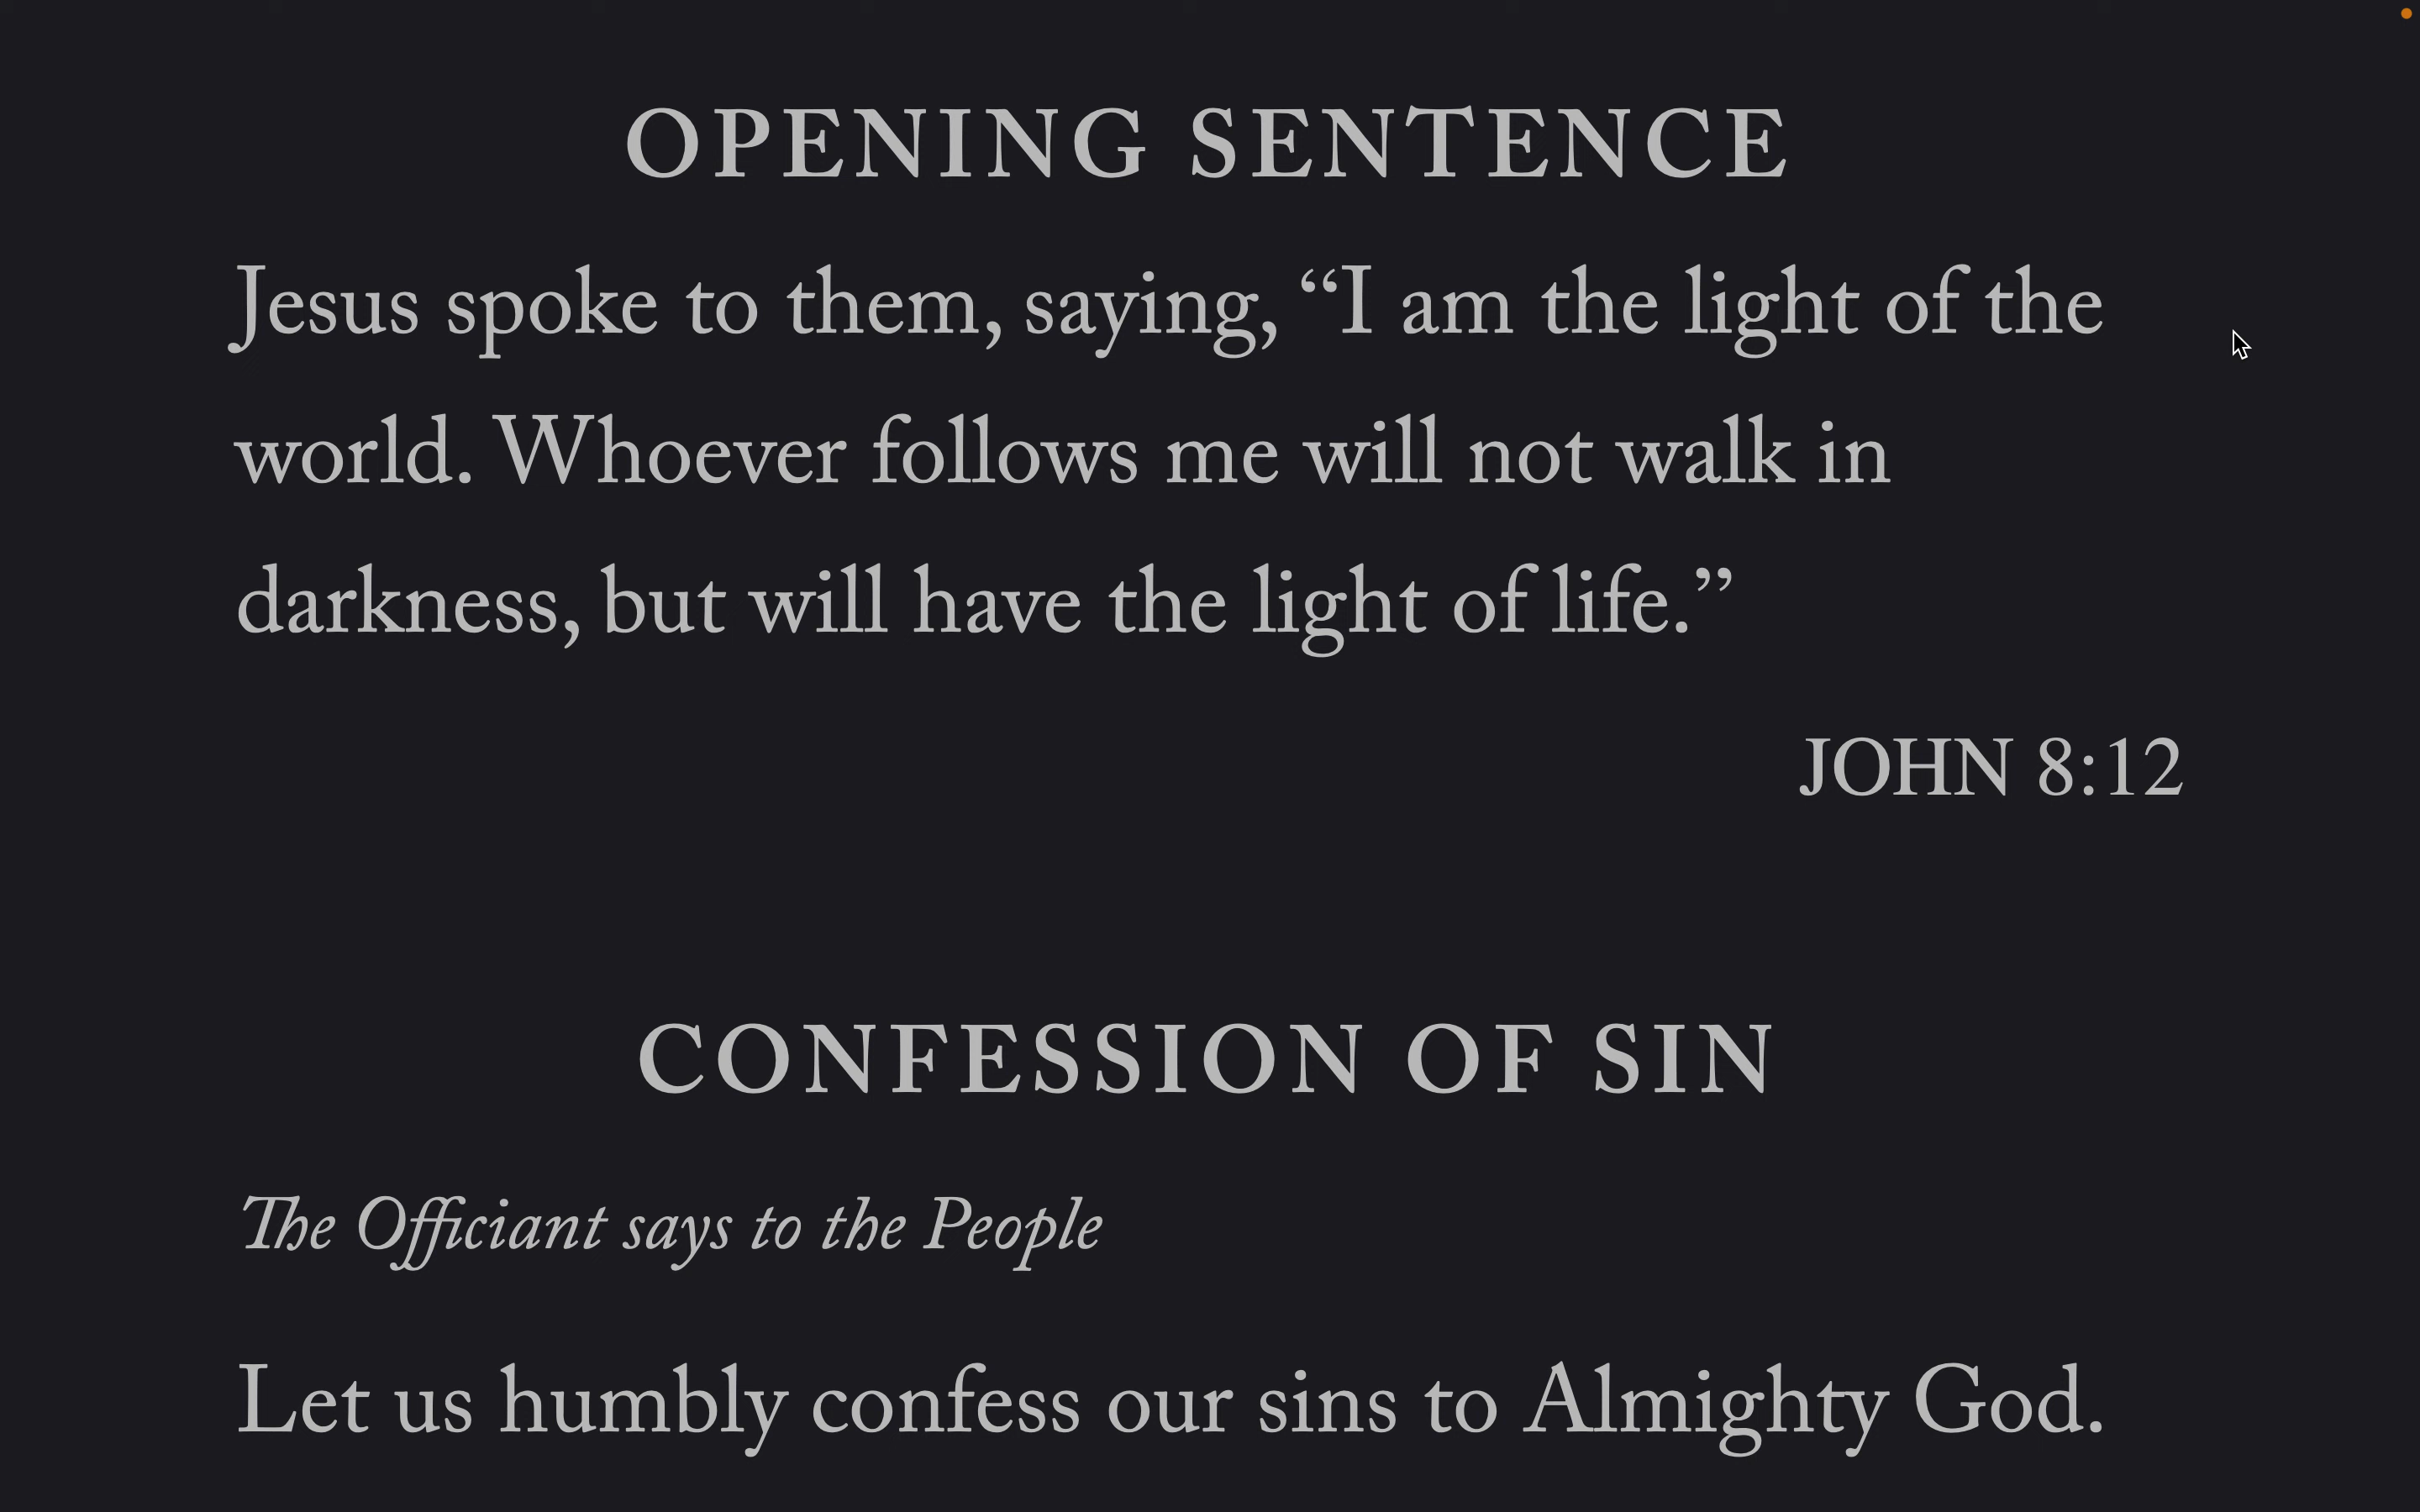 OPENING SENTENCE
Jesus spoke to them, saying, “I am the light of the
world. Whoever follows me will not walk in
darkness, but will have the light of life.”
JOHN 8:12
CONFESSION OF SIN
The Officiant says to the People
Let us humbly confess our sins to Almighty God.